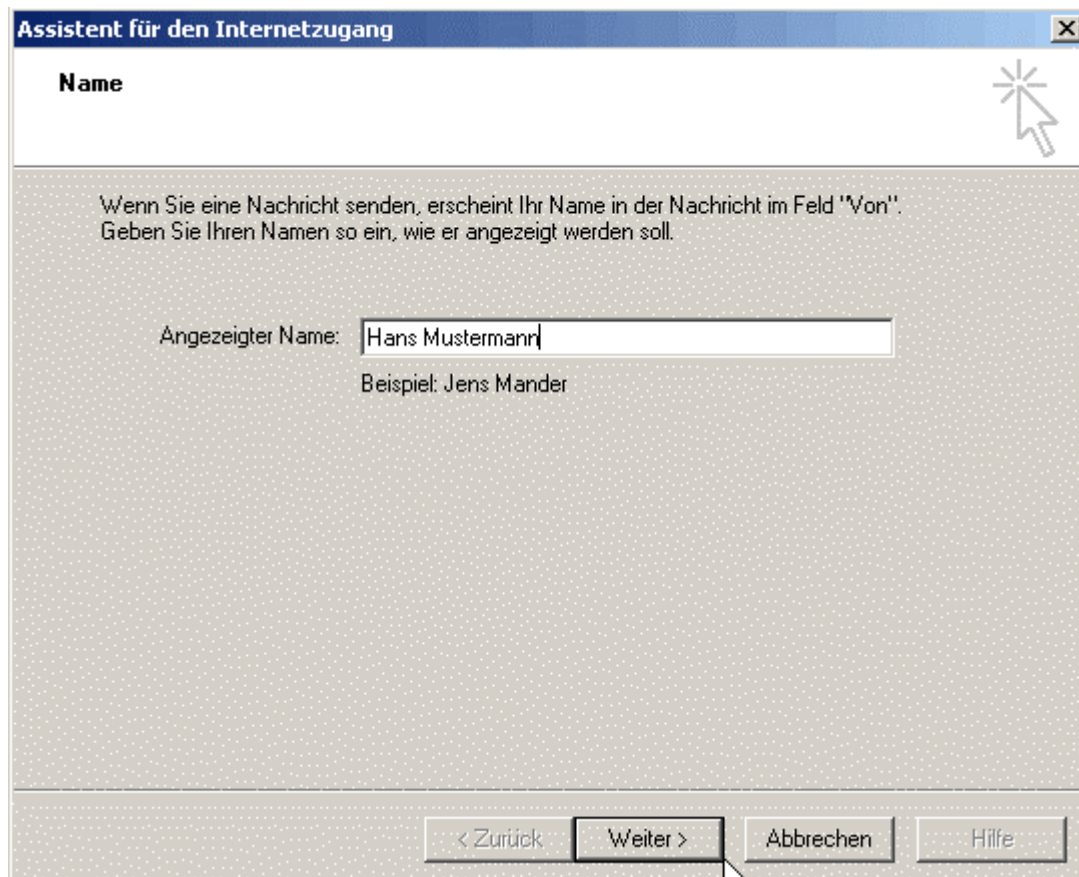 Assistent für den Internetzugang
Name
Wenn Sie eine Nachricht senden, erscheint Ihr Name in der Nachricht im Feld "Von".
Geben Sie Ihren Namen so ein, wie er angezeigt werden soll.
Angezeigter Name: Hans Mustermann
Beispiel: Jens Mander
< Zurück Weiter > Abbrechen Hilfe